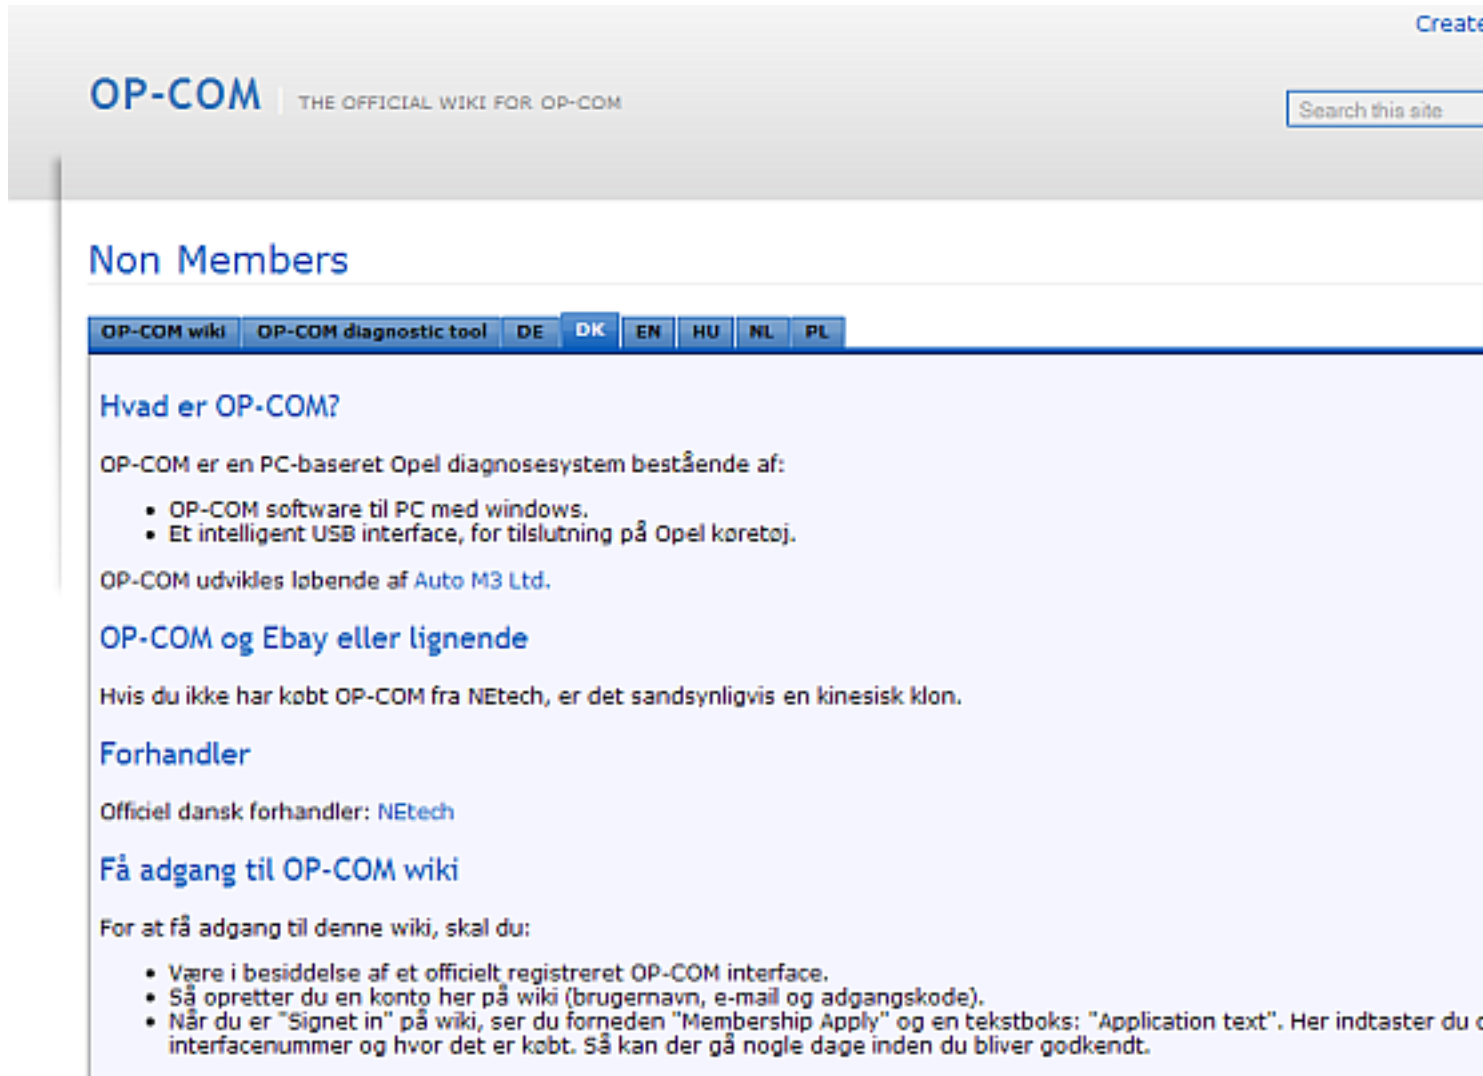 Create
OP-COM THE OFFICIAL WIKI FOR OP-COM
Search this site
Non Members
OP-COM wiki OP-COM diagnostic tool DE DK EN HU NL PL
Hvad er OP-COM?
OP-COM er en PC-baseret Opel diagnosesystem bestående af:
• OP-COM software til PC med windows.
• Et intelligent USB interface, for tilslutning på Opel køretøj.
OP-COM udvikles løbende af Auto M3 Ltd.
OP-COM og Ebay eller lignende
Hvis du ikke har købt OP-COM fra NEtech, er det sandsynligvis en kinesisk klon.
Forhandler
Officiel dansk forhandler: NEtech
Få adgang til OP-COM wiki
For at få adgang til denne wiki, skal du:
• Være i besiddelse af et officielt registreret OP-COM interface.
• Så opretter du en konto her på wiki (brugernavn, e-mail og adgangskode).
• Når du er "Signet in" på wiki, ser du forneden "Membership Apply" og en tekstboks: "Application text". Her indtaster du
interfacenummer og hvor det er købt. Så kan der gå nogle dage inden du bliver godkendt.